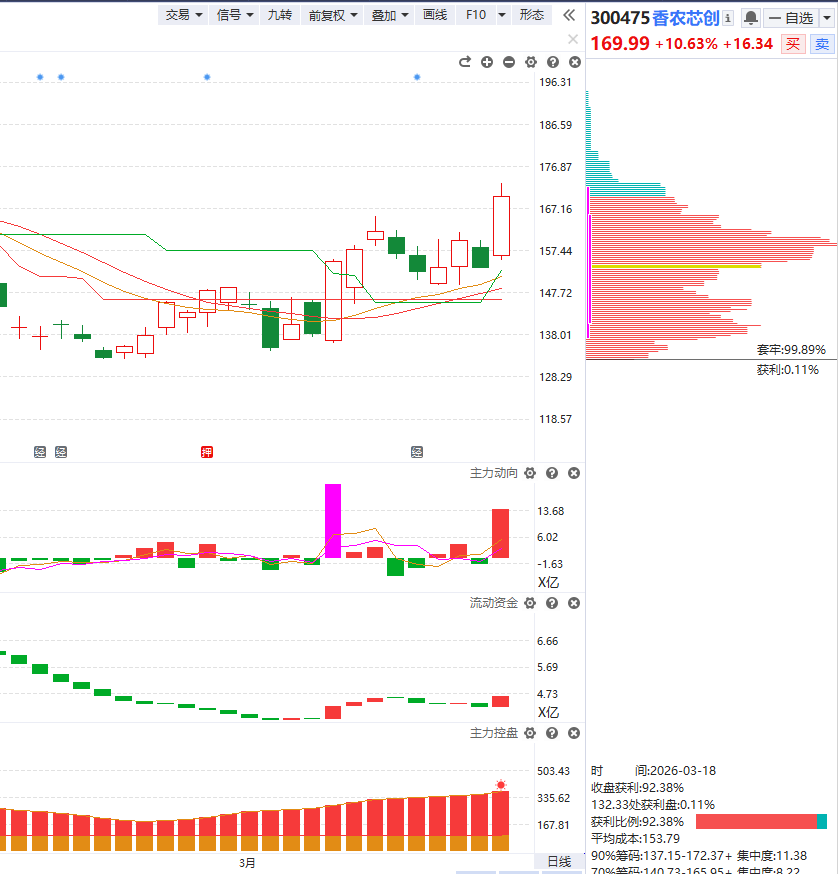 交易 信号 九转 前复权 叠加 画线 F10 形态
300475香农芯创 自选
169.99 +10.63% +16.34 买 卖
196.31
186.59
176.87
167.16
157.44
147.72
138.01
128.29
118.57
套牢:99.89%
获利:0.11%
押
主力动向
13.68
6.02
-1.63
X亿
流动资金
6.66
5.69
4.73
X亿
主力控盘
503.43
335.62
167.81
3月
日线
时 间:2026-03-18
收盘获利:92.38%
132.33处获利盘:0.11%
获利比例:92.38%
平均成本:153.79
90%筹码:137.15-172.37+ 集中度:11.38
70%筹码:140.73-165.95+ 集中度:8.22